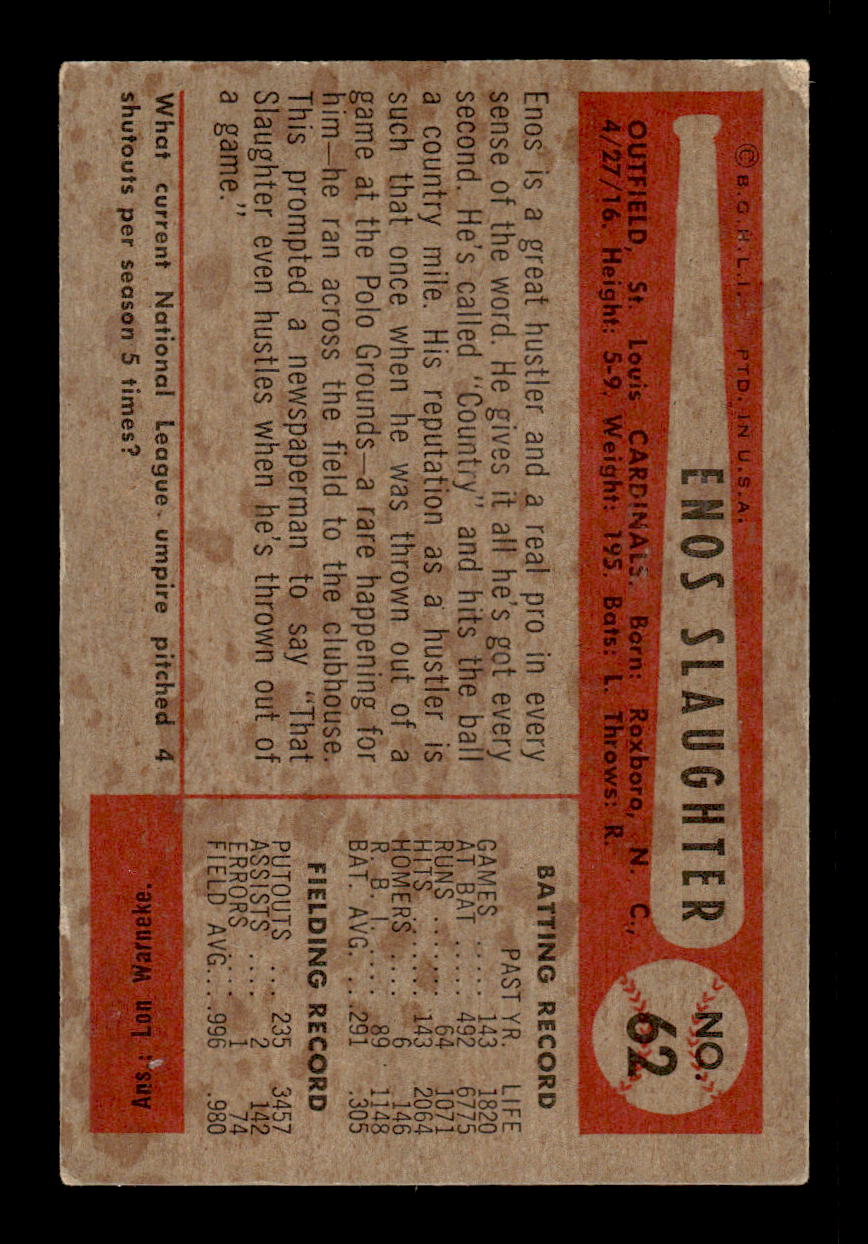 © B.G.H.L.I. PTD. IN U.S.A.
ENOS SLAUGHTER
NO.
62
OUTFIELD, St. Louis CARDINALS. Born: Roxboro, N. C.,
4/27/16. Height: 5-9. Weight: 195. Bats: L. Throws: R.
Enos is a great hustler and a real pro in every
sense of the word. He gives it all he's got every
second. He's called "Country" and hits the ball
a country mile. His reputation as a hustler is
such that once when he was thrown out of a
game at the Polo Grounds—a rare happening for
him—he ran across the field to the clubhouse.
This prompted a newspaperman to say "That
Slaughter even hustles when he's thrown out of
a game."
BATTING RECORD
PAST YR. LIFE
GAMES ..... 143 1820
AT BAT ..... 492 6775
RUNS ....... 64 1071
HITS ...... 143 2064
HOMERS .... 6 146
R. B. I. .... 89 1148
BAT. AVG. ...291 .305
FIELDING RECORD
PUTOUTS ... 235 3457
ASSISTS .... 2 142
ERRORS .... 1 74
FIELD AVG....996 .980
What current National League umpire pitched 4
shutouts per season 5 times?
Ans: Lon Warneke.